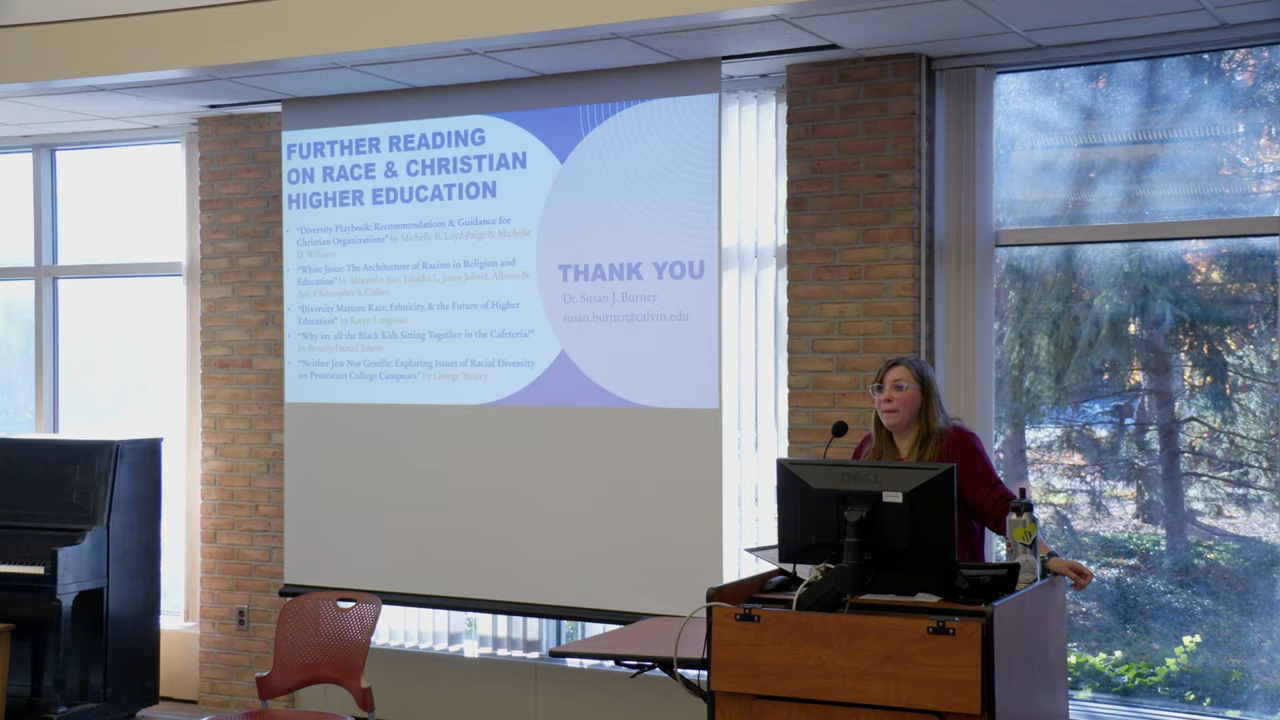 FURTHER READING
ON RACE & CHRISTIAN
HIGHER EDUCATION
• "Diversity Playbook: Recommendations & Guidance for
Christian Organizations" by Michelle R. Loyd-Paige & Michelle
D. Williams
• "White Jesus: The Architecture of Racism in Religion and
Education" by Alexander Jun, Tabatha L. Jones Jolivet, Allison N.
Ash, Christopher S. Collins
• "Diversity Matters: Race, Ethnicity, & the Future of Higher
Education" by Karen Longman
• "Why are all the Black Kids Sitting Together in the Cafeteria?"
by Beverly Daniel Tatum
• "Neither Jew Nor Gentile: Exploring Issues of Racial Diversity
on Protestant College Campuses" by George Yancey
THANK YOU
Dr. Susan J. Burner
susan.burner@calvin.edu
DELL